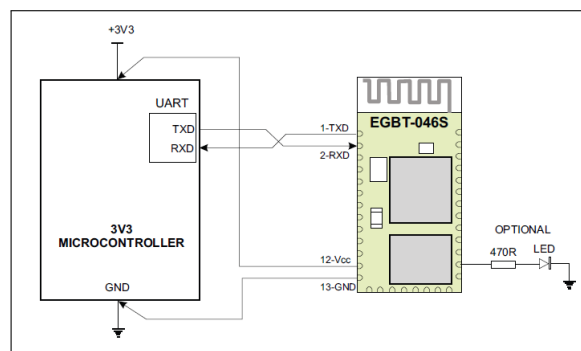 +3V3
UART
TXD
RXD
3V3
MICROCONTROLLER
GND
1-TXD
2-RXD
12-Vcc
13-GND
EGBT-046S
OPTIONAL
470R
LED